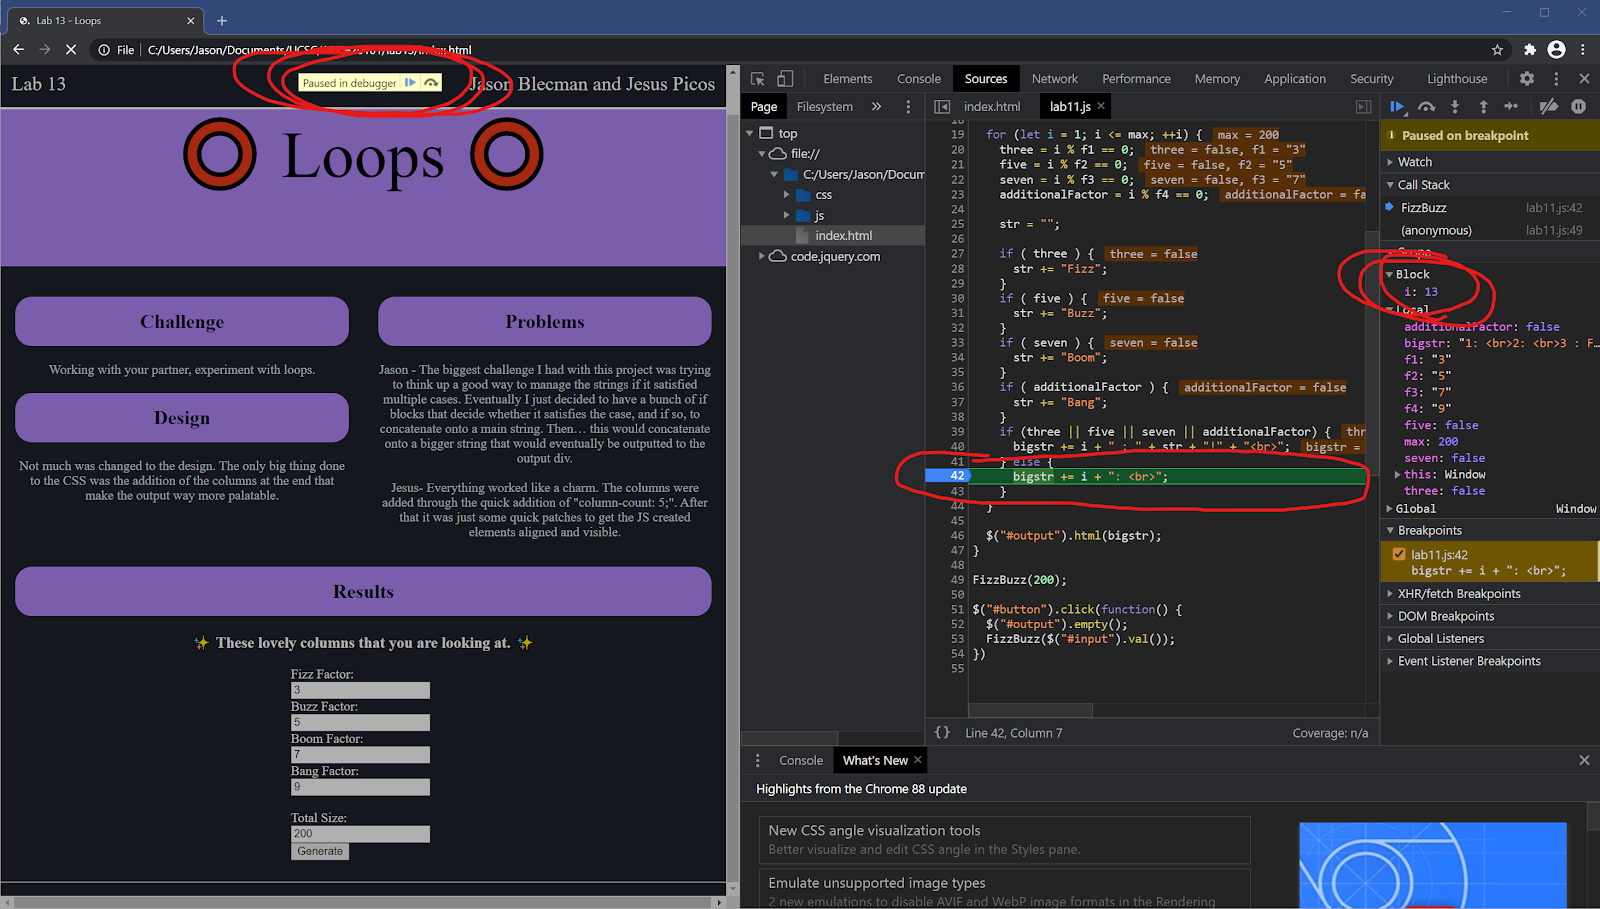 Lab 13 - Loops
File
C:/Users/Jason/Documents/UCSC/
lab13/index.html
Lab 13
Paused in debugger
Jason Bleeman and Jesus Picos
Loops
Challenge
Working with your partner, experiment with loops.
Design
Not much was changed to the design. The only big thing done
to the CSS was the addition of the columns at the end that
make the output way more palatable.
Problems
Jason - The biggest challenge I had with this project was trying
to think up a good way to manage the strings if it satisfied
multiple cases. Eventually I just decided to have a bunch of if
blocks that decide whether it satisfies the case, and if so, to
concatenate onto a main string. Then... this would concatenate
onto a bigger string that would eventually be outputted to the
output div.
Jesus- Everything worked like a charm. The columns were
added through the quick addition of "column-count: 5;". After
that it was just some quick patches to get the JS created
elements aligned and visible.
Results
✨ These lovely columns that you are looking at. ✨
Fizz Factor:
3
Buzz Factor:
5
Boom Factor:
7
Bang Factor:
9
Total Size:
200
Generate
Elements Console Sources Network Performance Memory Application Security Lighthouse
Page Filesystem »
top
file://
C:/Users/Jason/Docum
css
js
index.html
code.jquery.com
index.html lab11.js
18
19 for (let i = 1; i <= max; ++i) { max = 200
20 three = i % f1 == 0; three = false, f1 = "3"
21 five = i % f2 == 0; five = false, f2 = "5"
22 seven = i % f3 == 0; seven = false, f3 = "7"
23 additionalFactor = i % f4 == 0; additionalFactor = fa
24
25 str = "";
26
27 if ( three ) { three = false
28 str += "Fizz";
29 }
30 if ( five ) { five = false
31 str += "Buzz";
32 }
33 if ( seven ) { seven = false
34 str += "Boom";
35 }
36 if ( additionalFactor ) { additionalFactor = false
37 str += "Bang";
38 }
39 if (three || five || seven || additionalFactor) { thr
40 bigstr += i + " : " + str + "!" + "<br>"; bigstr =
41 } else {
42 bigstr += i + ": <br>";
43 }
44 }
45
46 $("#output").html(bigstr);
47 }
48
49 FizzBuzz(200);
50
51 $("#button").click(function() {
52 $("#output").empty();
53 FizzBuzz($("#input").val());
54 })
55
{} Line 42, Column 7
Coverage: n/a
Paused on breakpoint
Watch
Call Stack
FizzBuzz lab11.js:42
(anonymous) lab11.js:49
Scope
Block
i: 13
Local
additionalFactor: false
bigstr: "1: <br>2: <br>3 : F…
f1: "3"
f2: "5"
f3: "7"
f4: "9"
five: false
max: 200
seven: false
this: Window
three: false
Global Window
Breakpoints
lab11.js:42
bigstr += i + ": <br>";
XHR/fetch Breakpoints
DOM Breakpoints
Global Listeners
Event Listener Breakpoints
Console What's New
Highlights from the Chrome 88 update
New CSS angle visualization tools
Better visualize and edit CSS angle in the Styles pane.
Emulate unsupported image types
2 new emulations to disable AVIF and WebP image formats in the Rendering